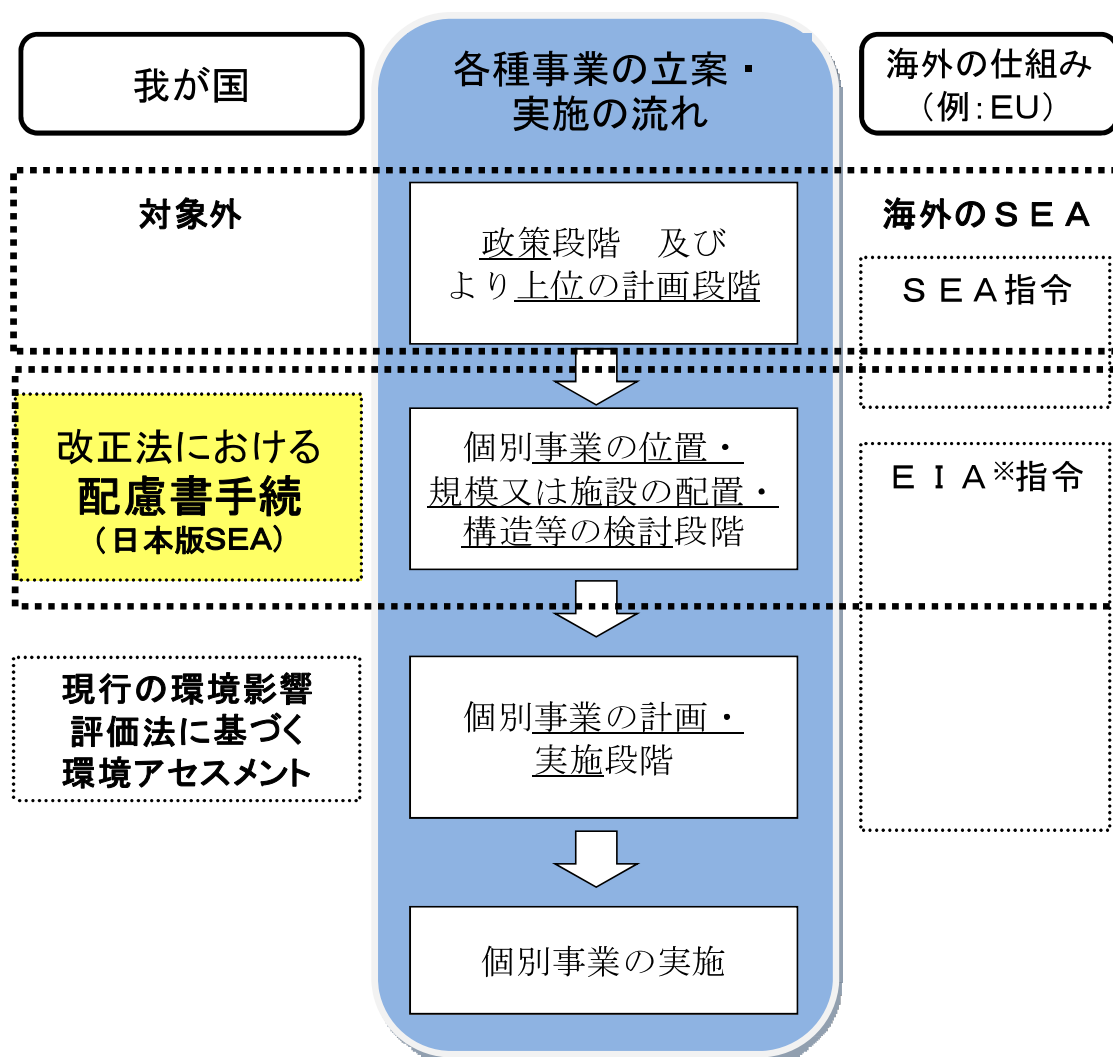 我が国
各種事業の立案・
実施の流れ
海外の仕組み
(例:EU)
対象外
政策段階　及び
より上位の計画段階
海外のＳＥＡ
ＳＥＡ指令
改正法における
配慮書手続
(日本版SEA)
個別事業の位置・
規模又は施設の配置・
構造等の検討段階
ＥＩＡ※指令
現行の環境影響
評価法に基づく
環境アセスメント
個別事業の計画・
実施段階
個別事業の実施